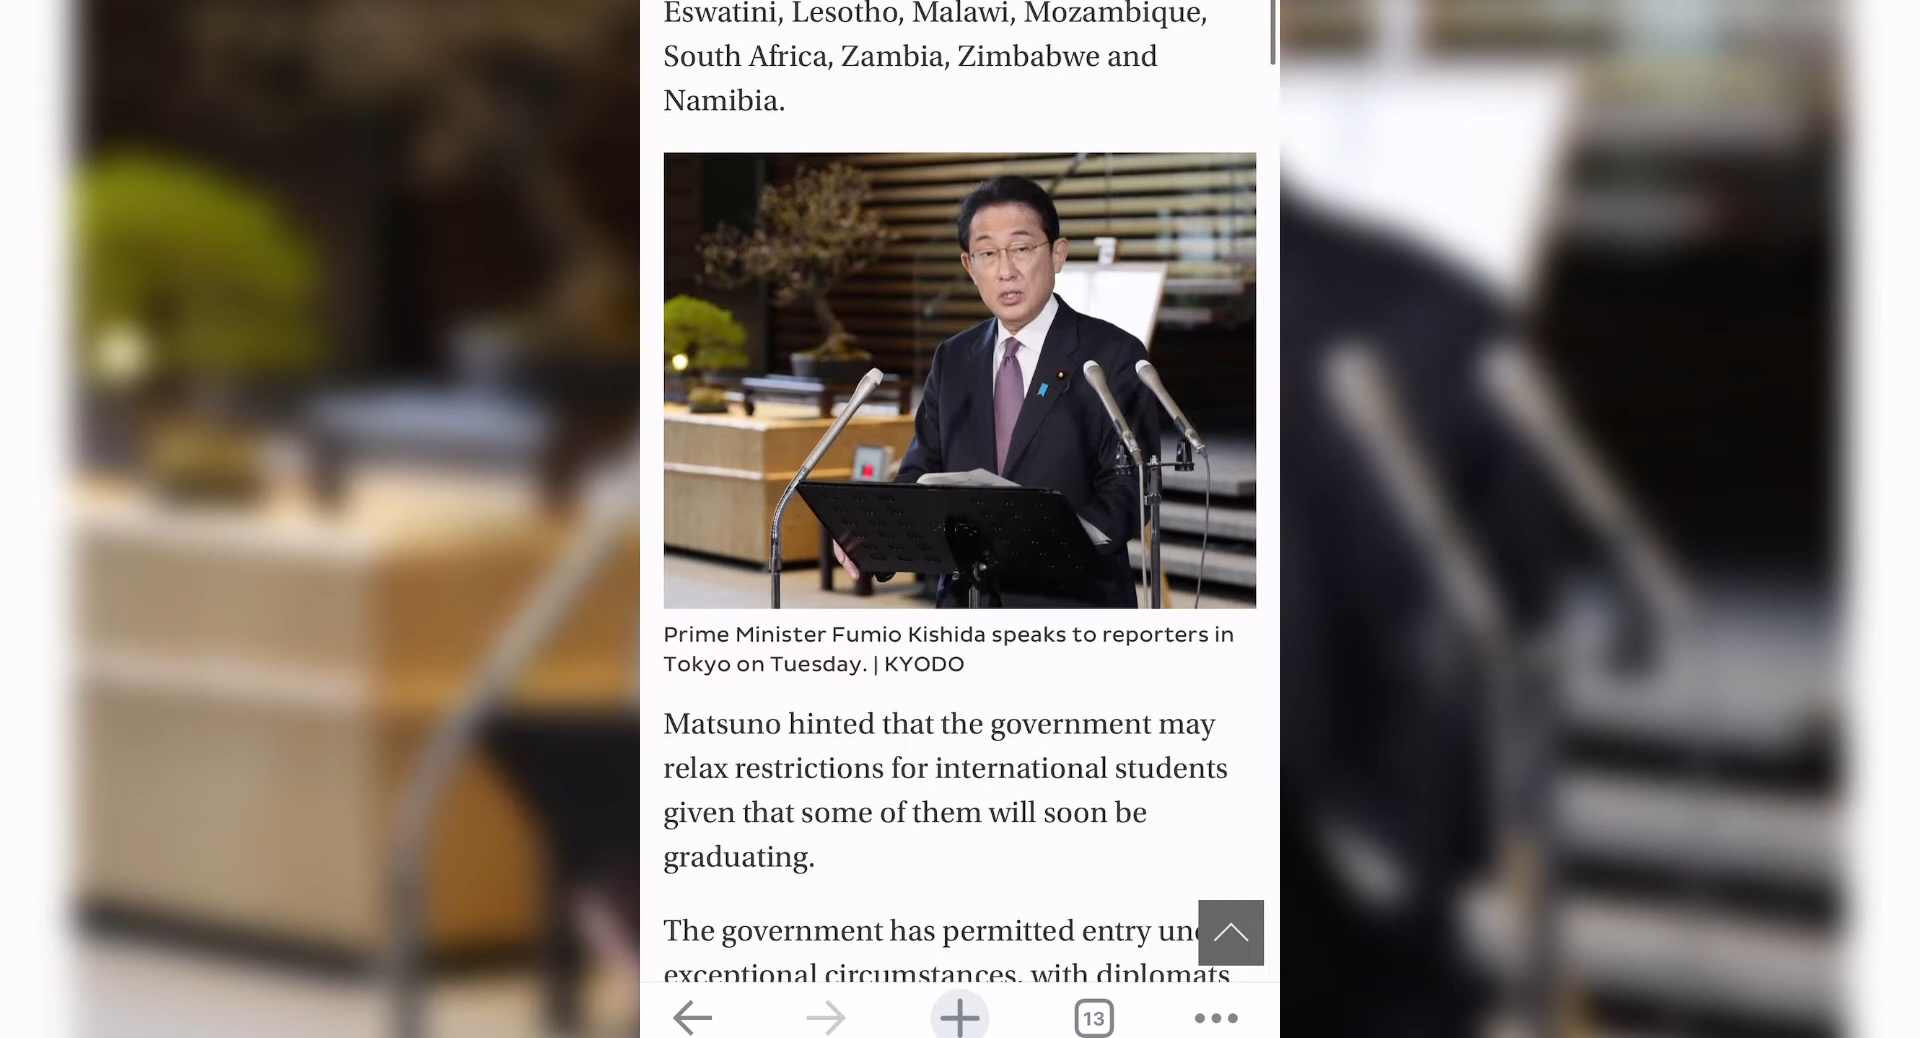 Eswatini, Lesotho, Malawi, Mozambique,
South Africa, Zambia, Zimbabwe and
Namibia.
Prime Minister Fumio Kishida speaks to reporters in
Tokyo on Tuesday. | KYODO
Matsuno hinted that the government may
relax restrictions for international students
given that some of them will soon be
graduating.
The government has permitted entry
exceptional circumstances, with diplomats
13